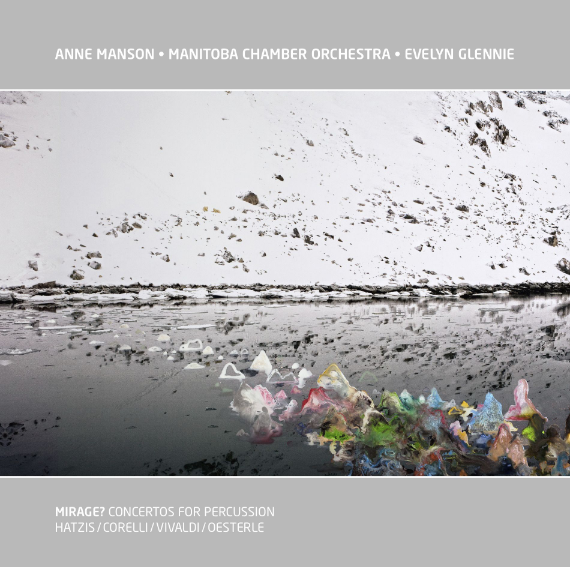 ANNE MANSON • MANITOBA CHAMBER ORCHESTRA • EVELYN GLENNIE
MIRAGE? CONCERTOS FOR PERCUSSION
HATZIS / CORELLI / VIVALDI / OESTERLE